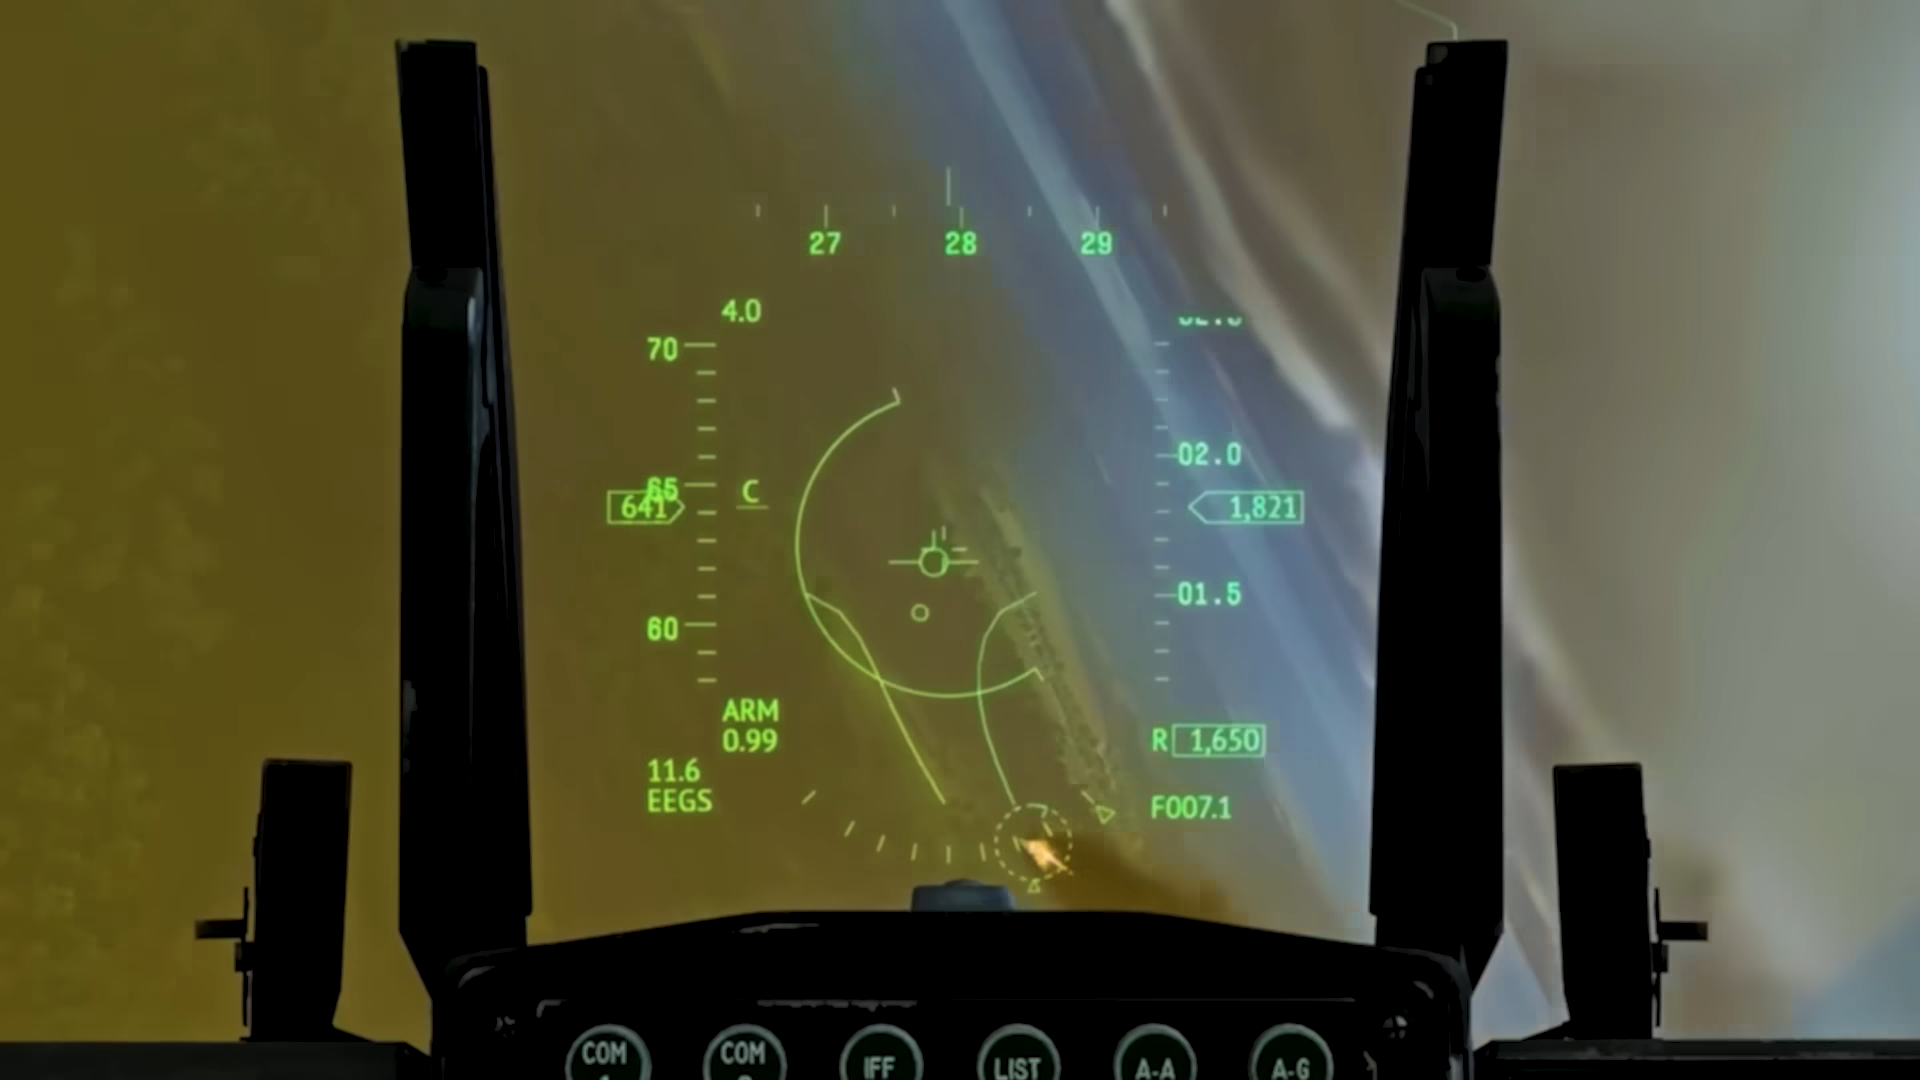 27 28 29
4.0
70
02.0
65
C
641
1,821
01.5
60
ARM
0.99
R 1,650
11.6
EEGS
F007.1
COM
COM
IFF
LIST
A-A
A-G